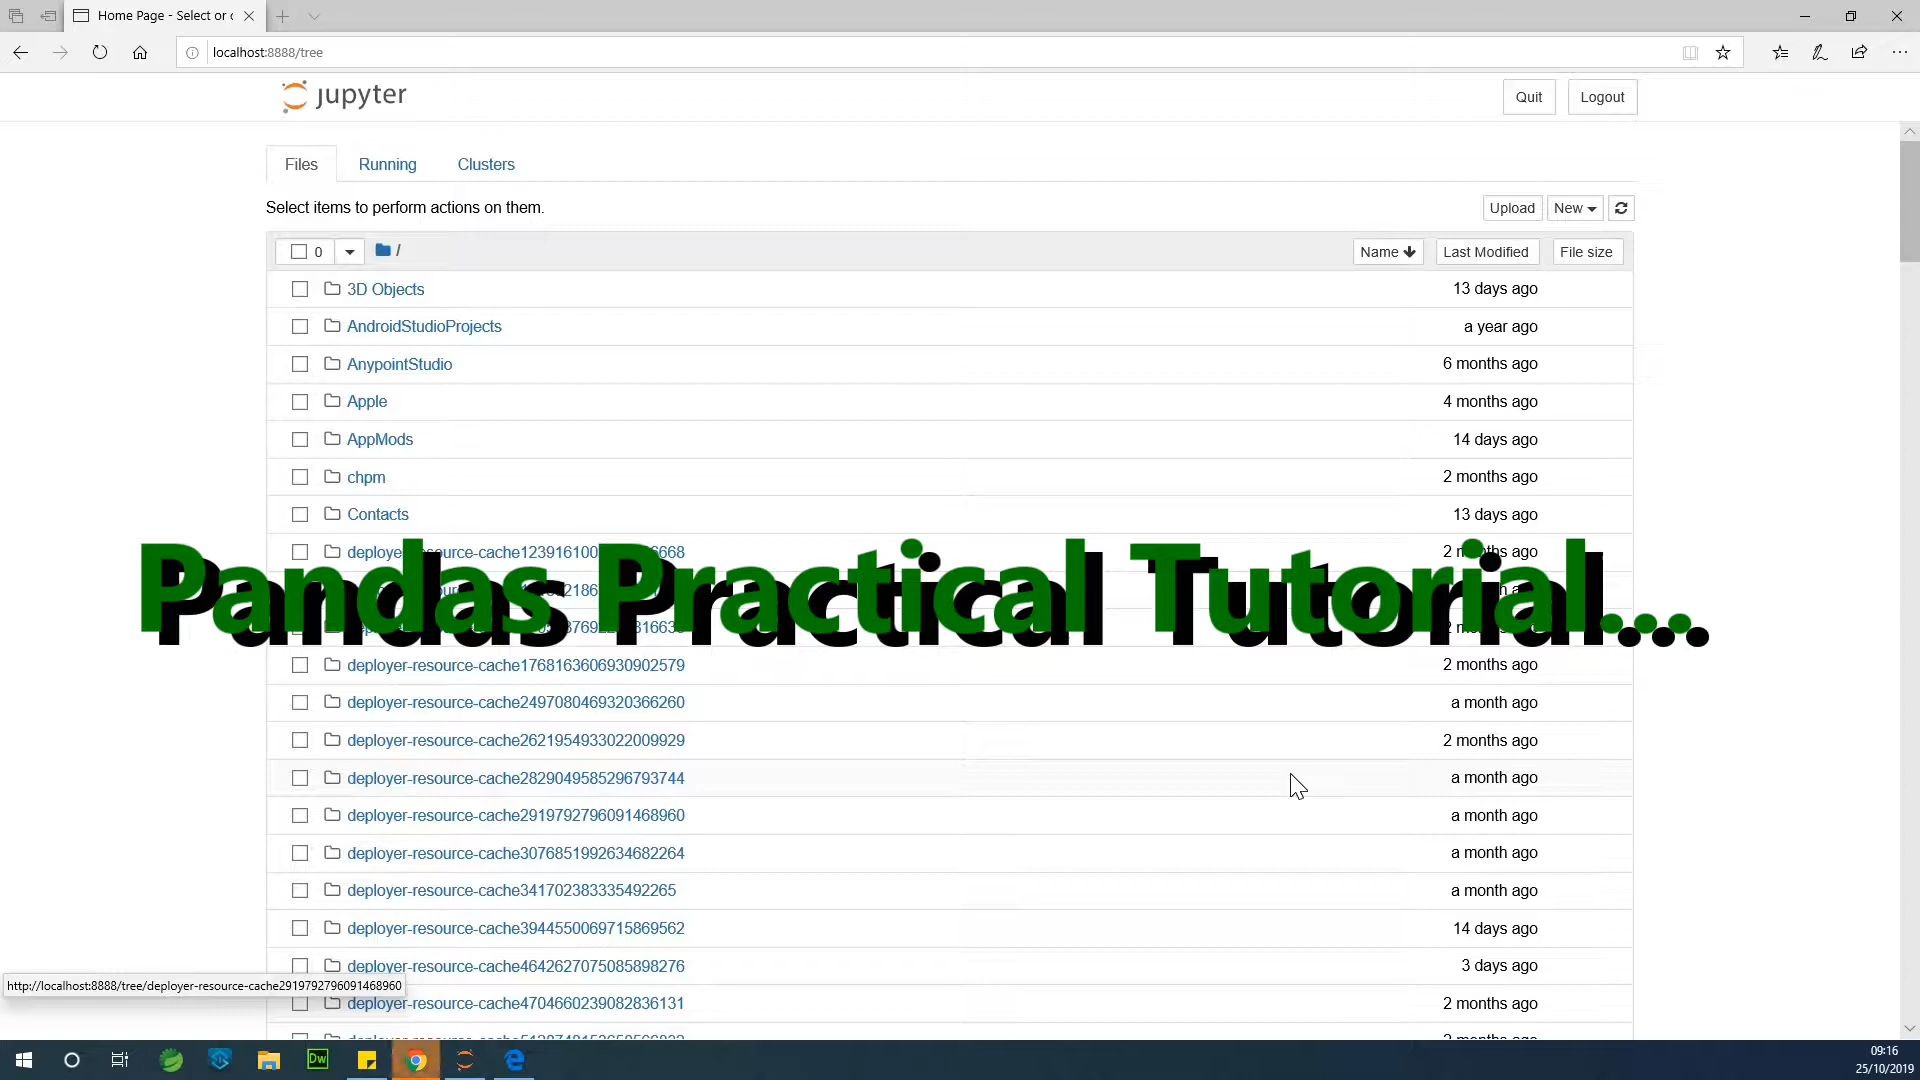 Home Page - Select or c
localhost:8888/tree
jupyter
Quit
Logout
Files
Running
Clusters
Select items to perform actions on them.
Upload
New
0
/
Name
Last Modified
File size
3D Objects
13 days ago
AndroidStudioProjects
a year ago
AnypointStudio
6 months ago
Apple
4 months ago
AppMods
14 days ago
chpm
2 months ago
Contacts
13 days ago
Pandas Practical Tutorial....
deployer-resource-cache1768163606930902579
2 months ago
deployer-resource-cache2497080469320366260
a month ago
deployer-resource-cache2621954933022009929
2 months ago
deployer-resource-cache2829049585296793744
a month ago
deployer-resource-cache2919792796091468960
a month ago
deployer-resource-cache3076851992634682264
a month ago
deployer-resource-cache341702383335492265
a month ago
deployer-resource-cache3944550069715869562
14 days ago
deployer-resource-cache4642627075085898276
3 days ago
http://localhost:8888/tree/deployer-resource-cache2919792796091468960
deployer-resource-cache4704660239082836131
2 months ago
Dw
09:16
25/10/2019